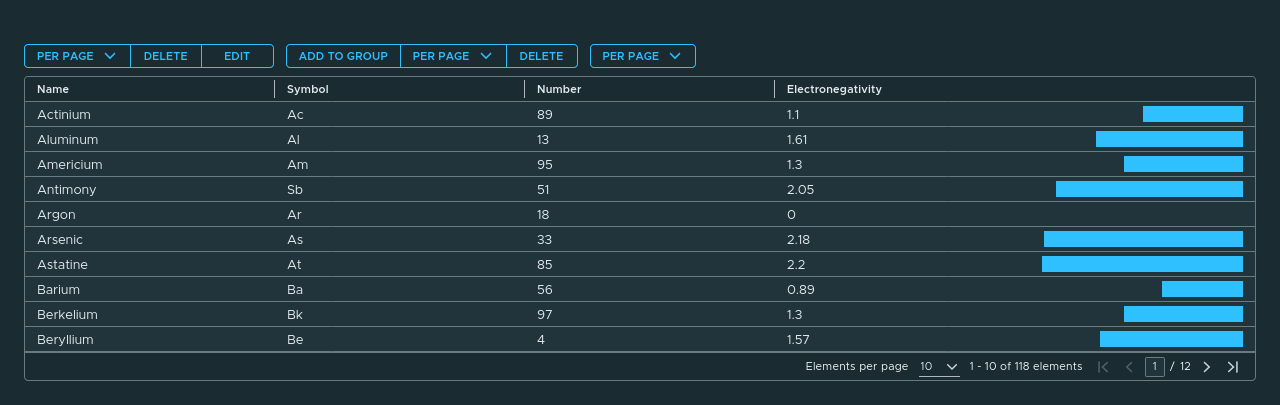 PER PAGE DELETE EDIT ADD TO GROUP PER PAGE DELETE PER PAGE
Name Symbol Number Electronegativity
Actinium Ac 89 1.1
Aluminum Al 13 1.61
Americium Am 95 1.3
Antimony Sb 51 2.05
Argon Ar 18 0
Arsenic As 33 2.18
Astatine At 85 2.2
Barium Ba 56 0.89
Berkelium Bk 97 1.3
Beryllium Be 4 1.57
Elements per page 10 1 - 10 of 118 elements 1 / 12